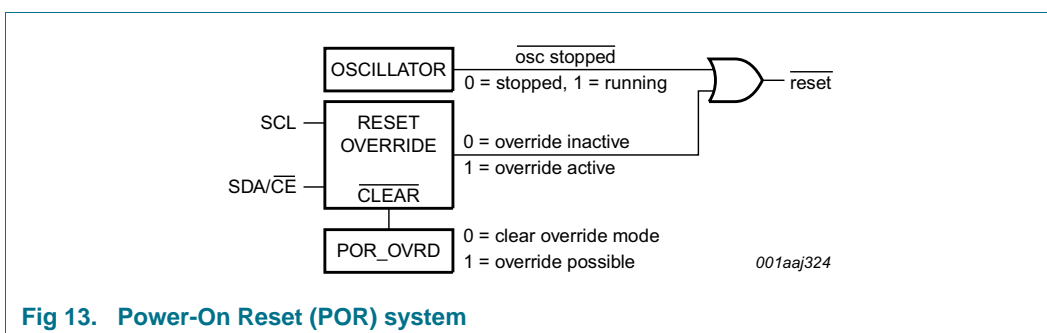 OSCILLATOR
osc stopped
0 = stopped, 1 = running
reset
SCL
SDA/CE
RESET
OVERRIDE
CLEAR
0 = override inactive
1 = override active
POR_OVRD
0 = clear override mode
1 = override possible
001aaj324
Fig 13. Power-On Reset (POR) system